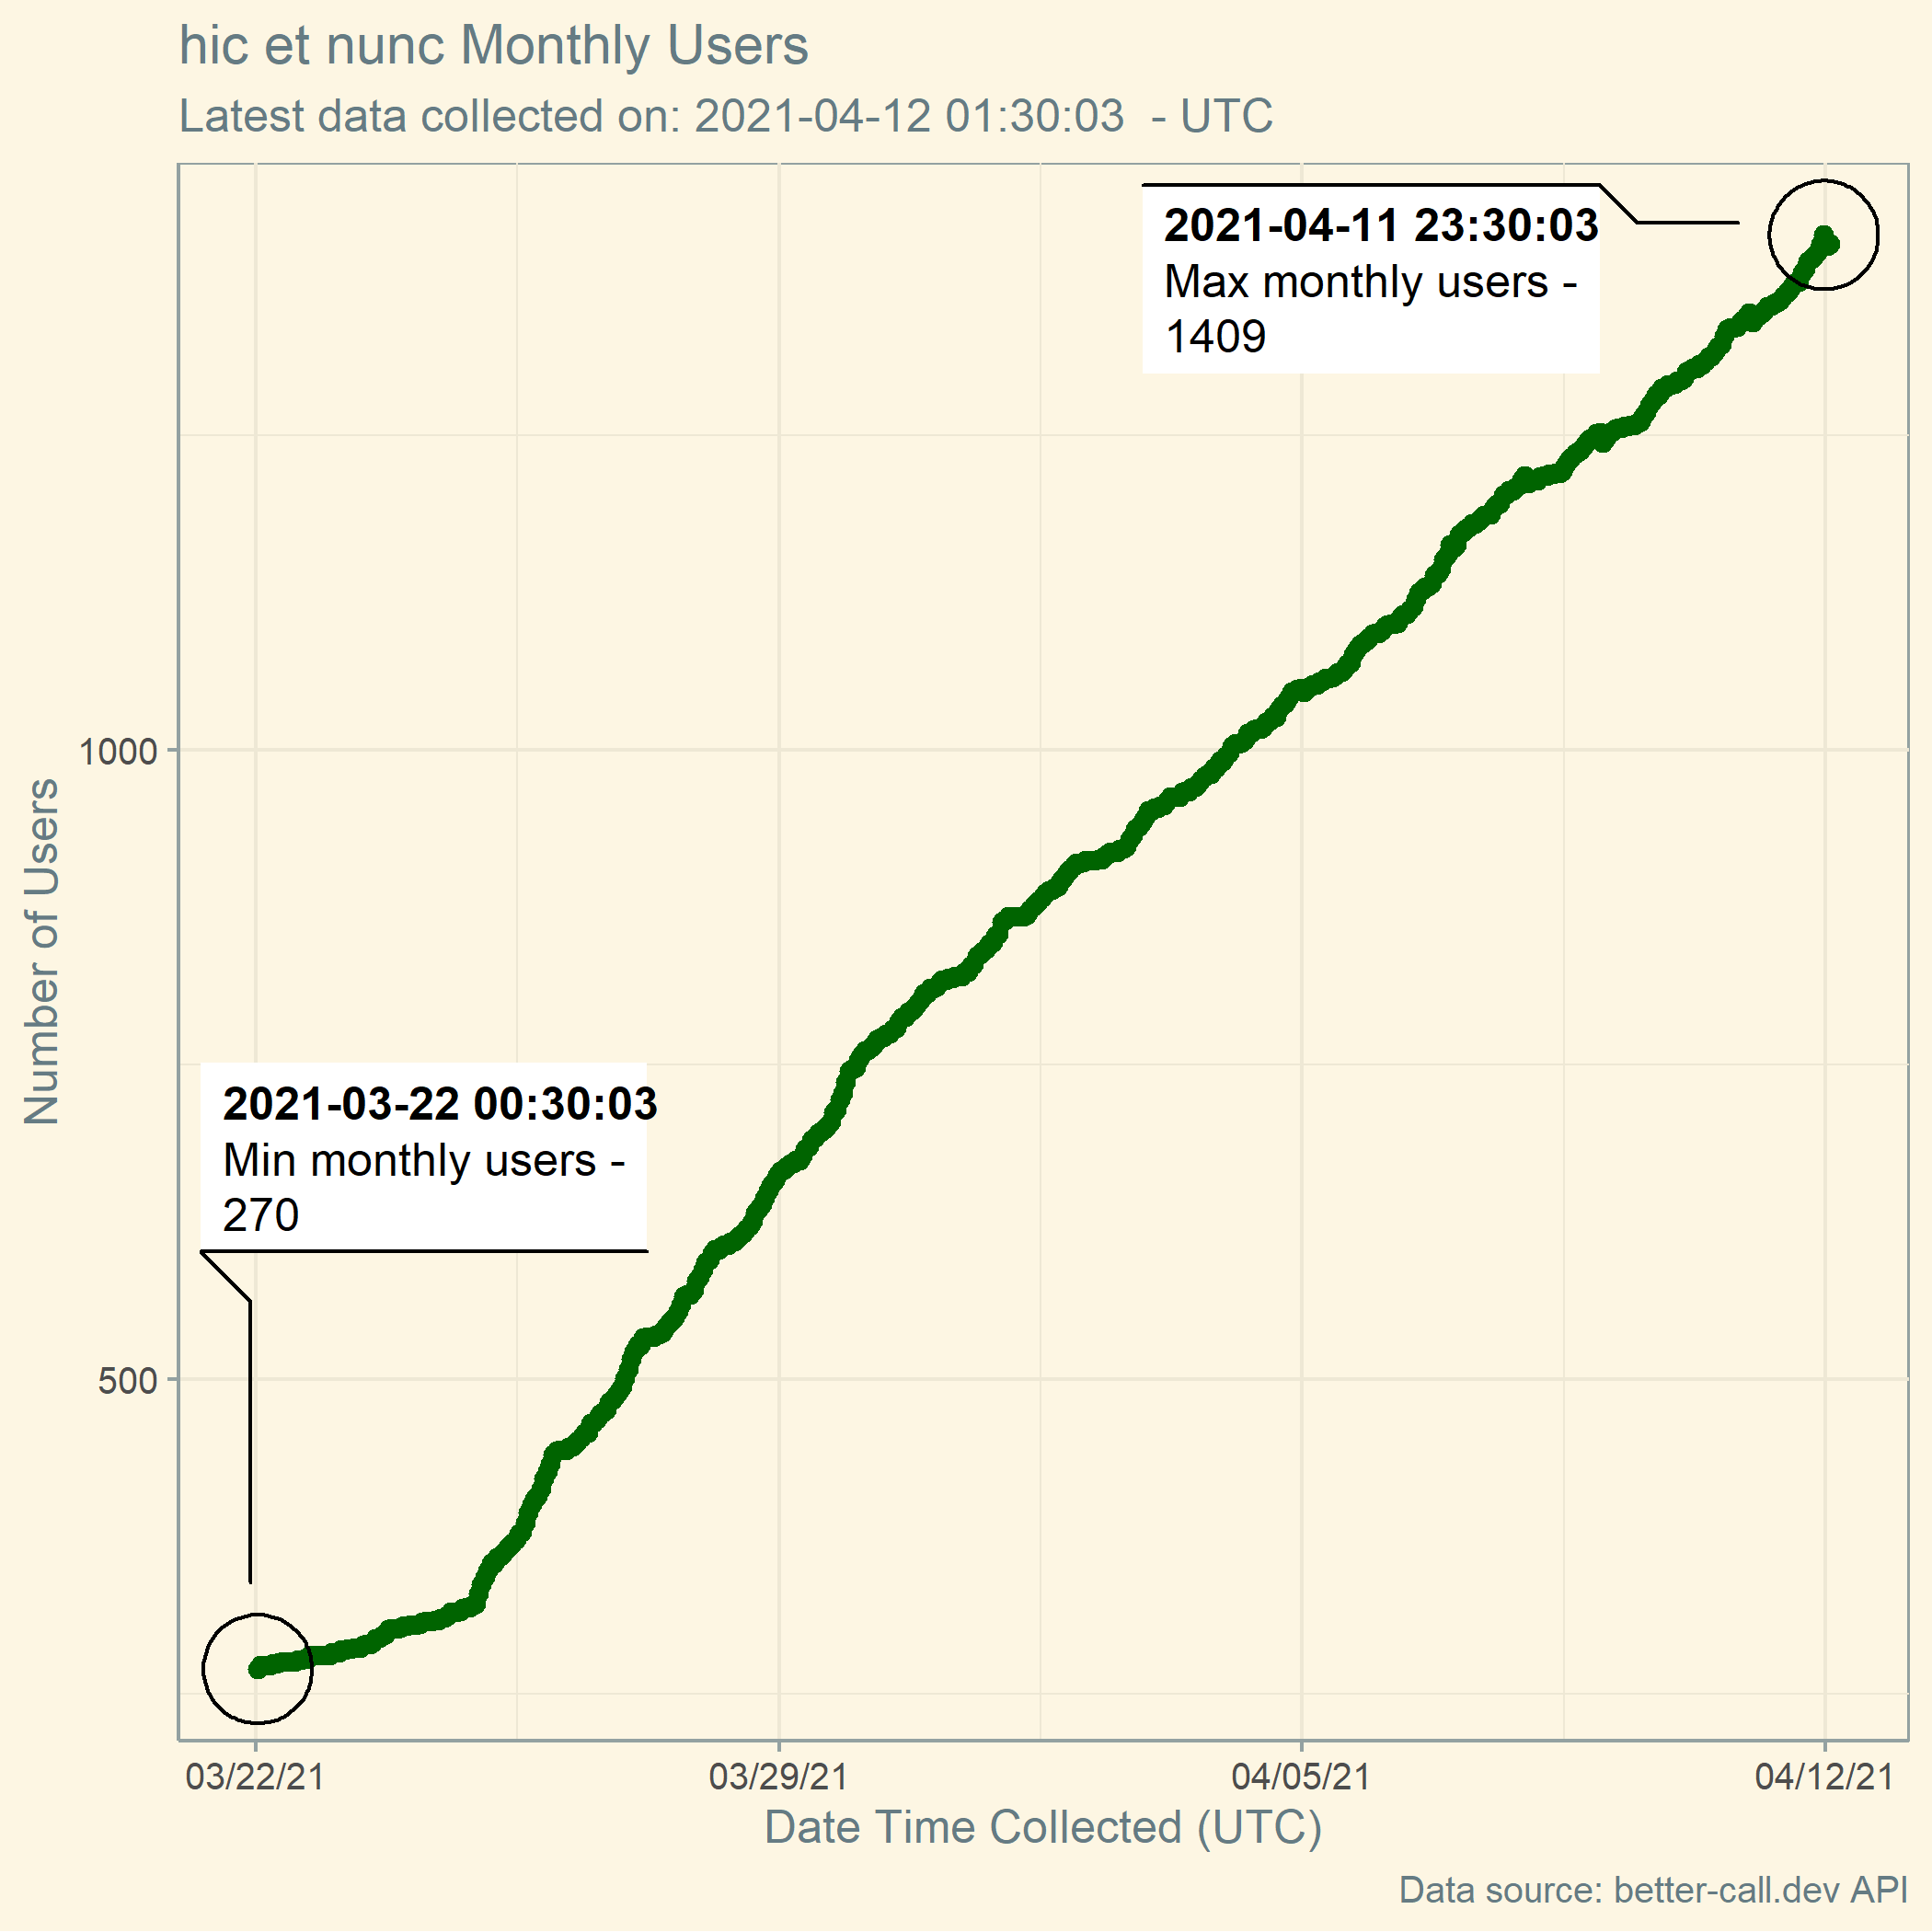 hic et nunc Monthly Users
Latest data collected on: 2021-04-12 01:30:03  - UTC
2021-04-11 23:30:03
Max monthly users -
1409
1000
Number of Users
2021-03-22 00:30:03
Min monthly users -
270
500
03/22/21 03/29/21 04/05/21 04/12/21
Date Time Collected (UTC)
Data source: better-call.dev API